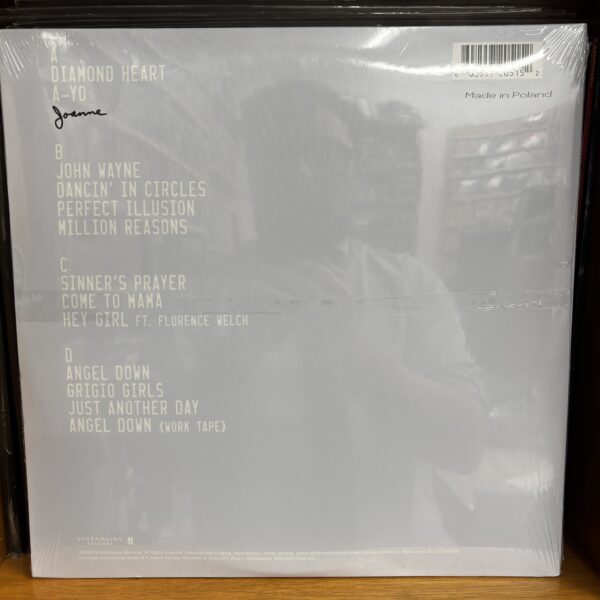 A
DIAMOND HEART
A-YO
Joanne
B
JOHN WAYNE
DANCIN' IN CIRCLES
PERFECT ILLUSION
MILLION REASONS
C
SINNER'S PRAYER
COME TO MAMA
HEY GIRL FT. FLORENCE WELCH
D
ANGEL DOWN
GRIGIO GIRLS
JUST ANOTHER DAY
ANGEL DOWN (WORK TAPE)
Made in Poland
STREAMLINE